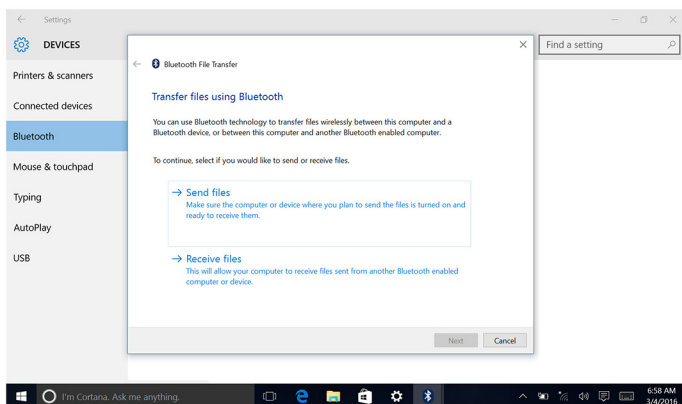 Settings
DEVICES
Find a setting
Printers & scanners
Connected devices
Bluetooth
Mouse & touchpad
Typing
AutoPlay
USB
Bluetooth File Transfer
Transfer files using Bluetooth
You can use Bluetooth technology to transfer files wirelessly between this computer and a
Bluetooth device, or between this computer and another Bluetooth enabled computer.
To continue, select if you would like to send or receive files.
Send files
Make sure the computer or device where you plan to send the files is turned on and
ready to receive them.
Receive files
This will allow your computer to receive files sent from another Bluetooth enabled
computer or device.
Next
Cancel
I'm Cortana. Ask me anything.
6:58 AM
3/4/2016